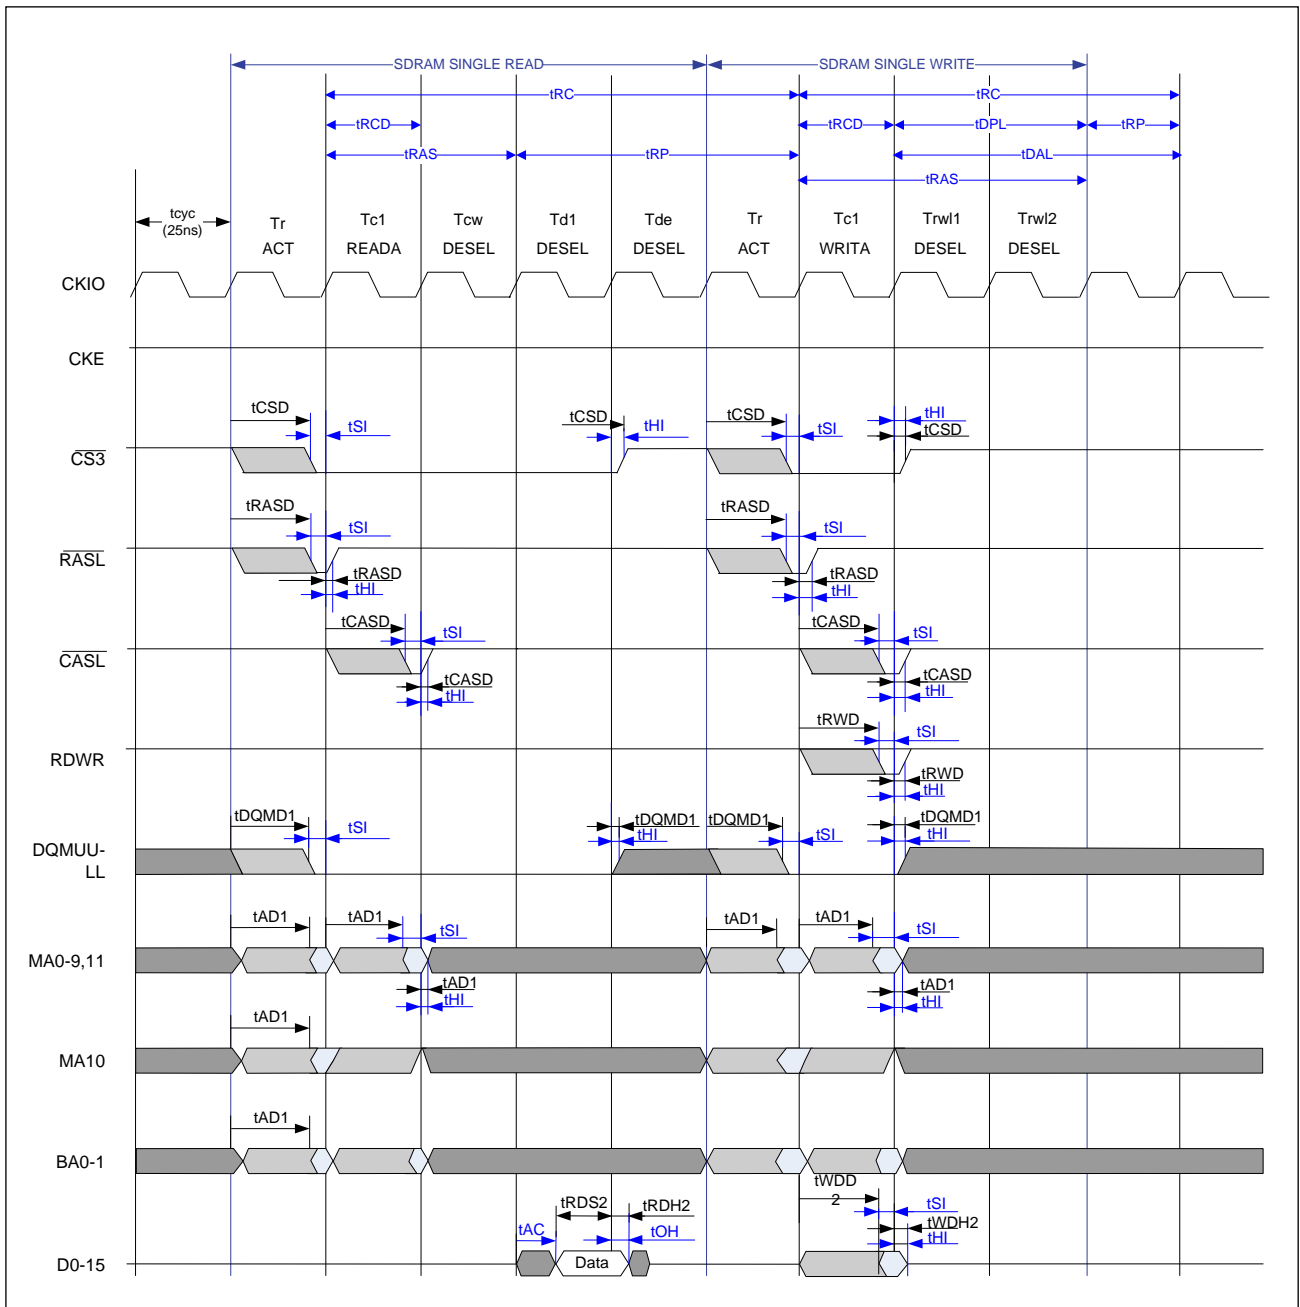 SDRAM SINGLE READ SDRAM SINGLE WRITE
tRC tRC
tRCD tRCD tDPL tRP
tRAS tRP tDAL
tRAS
tcyc Tr Tc1 Tcw Td1 Tde Tr Tc1 Trwl1 Trwl2
(25ns) ACT READA DESEL DESEL DESEL ACT WRITA DESEL DESEL
CKIO
CKE
tCSD tCSD tCSD tHI
tSI tHI tSI tCSD
CS3
tRASD tRASD
tSI tSI
RASL
tRASD tRASD
tHI tHI
tCASD tCASD
tSI tSI
CASL
tCASD tCASD
tHI tHI
tRWD
tSI
RDWR
tRWD
tHI
tDQMD1 tDQMD1 tDQMD1 tDQMD1
tSI tHI tSI tHI
DQMUU-
LL
tAD1 tAD1 tAD1 tAD1
tSI tSI
MA0-9,11
tAD1 tAD1
tHI tHI
tAD1
MA10
tAD1
BA0-1
tWDD
2
tRDS2 tRDH2 tSI
tAC tOH tWDH2
tHI
D0-15 Data